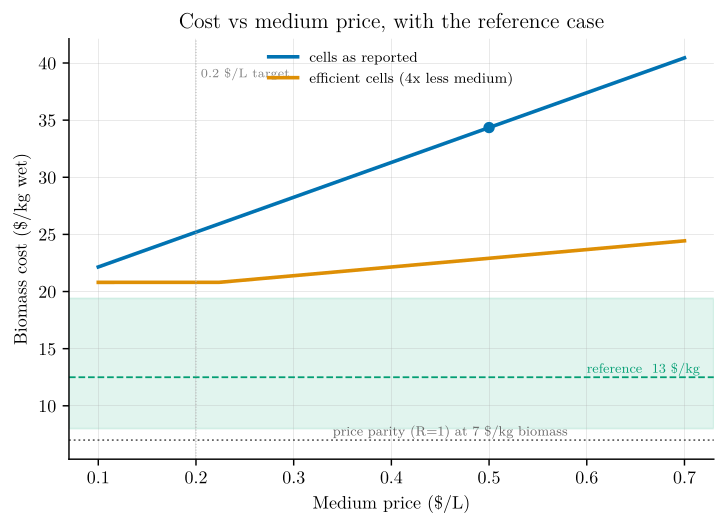 Cost vs medium price, with the reference case
cells as reported
0.2 $/L target
efficient cells (4x less medium)
40
35
30
25
20
15
10
Biomass cost ($/kg wet)
reference 13 $/kg
price parity (R=1) at 7 $/kg biomass
0.1 0.2 0.3 0.4 0.5 0.6 0.7
Medium price ($/L)